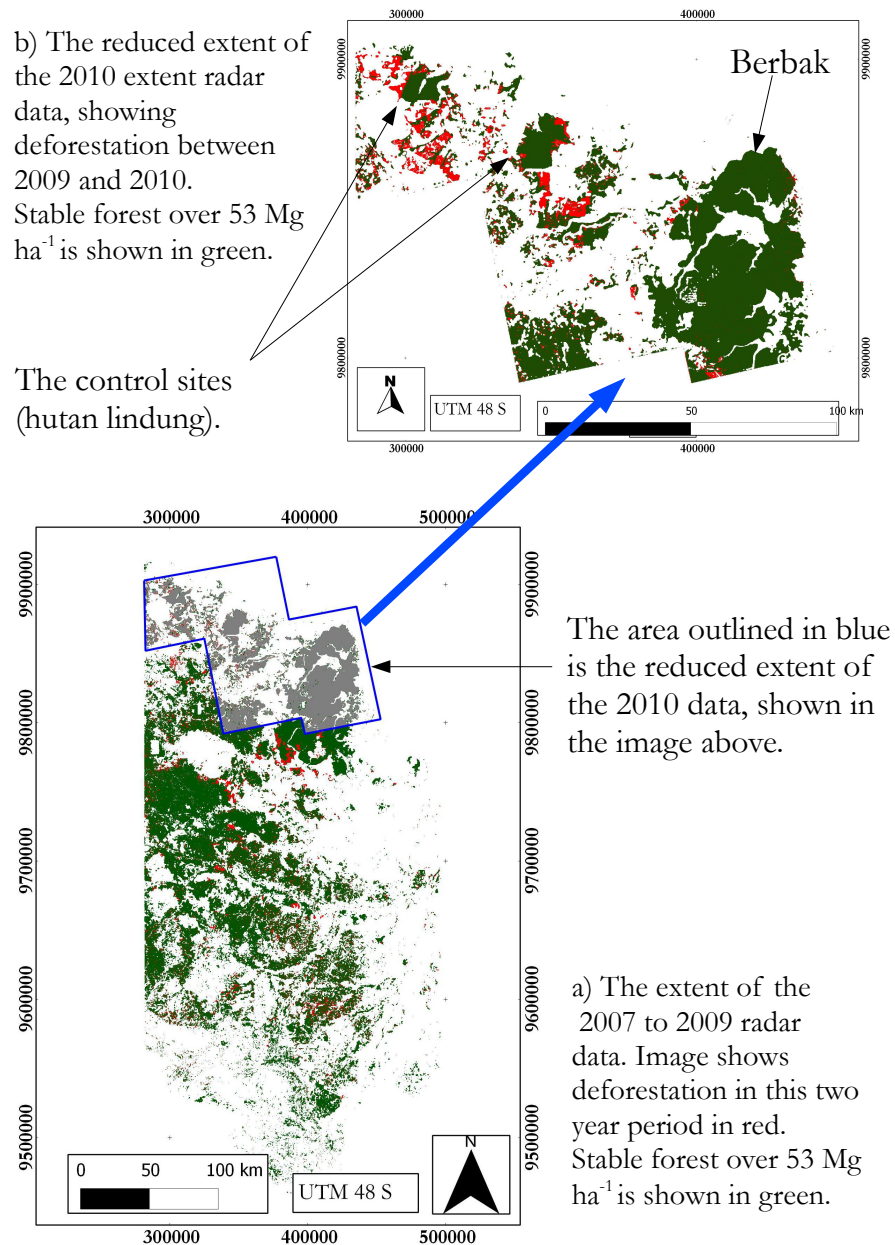 b) The reduced extent of
the 2010 extent radar
data, showing
deforestation between
2009 and 2010.
Stable forest over 53 Mg
ha-1 is shown in green.
The control sites
(hutan lindung).
300000
400000
9900000
9900000
Berbak
9800000
9800000
N
UTM 48 S
0
50
100 km
300000
400000
300000
400000
500000
9900000
9900000
9800000
9800000
9700000
9700000
9600000
9600000
9500000
9500000
The area outlined in blue
is the reduced extent of
the 2010 data, shown in
the image above.
a) The extent of the
2007 to 2009 radar
data. Image shows
deforestation in this two
year period in red.
Stable forest over 53 Mg
ha-1 is shown in green.
0
50
100 km
UTM 48 S
N
300000
400000
500000